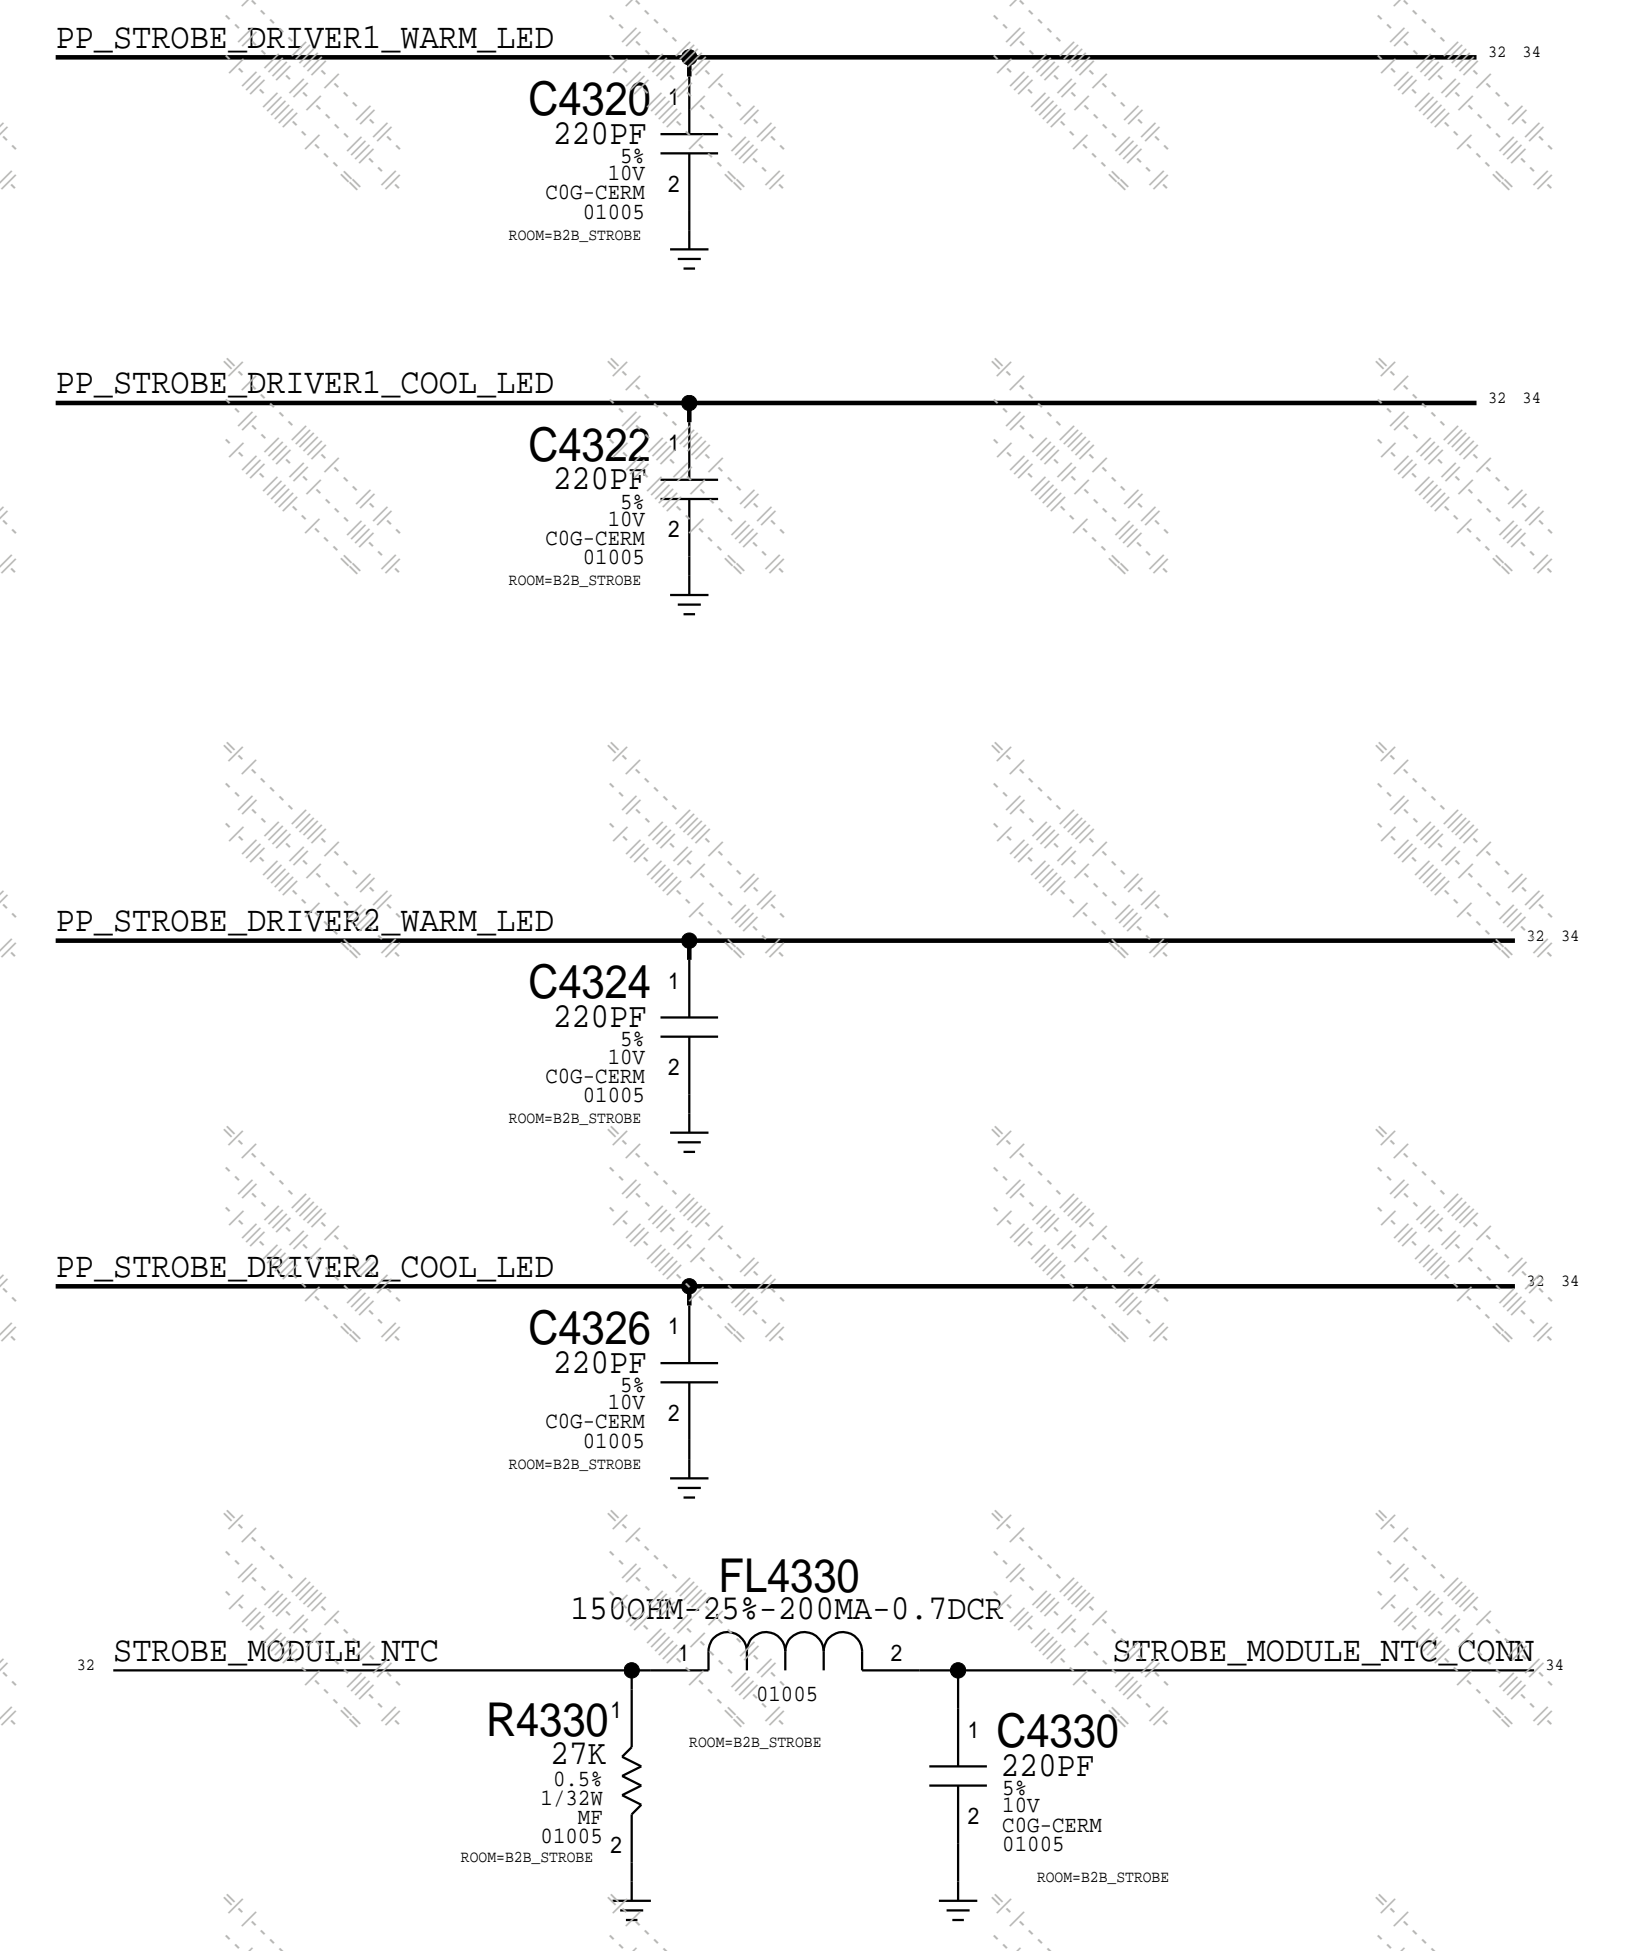 PP_STROBE_DRIVER1_WARM_LED
32 34
C4320 1
220PF
5%
10V
2
C0G-CERM
01005
ROOM=B2B_STROBE
PP_STROBE_DRIVER1_COOL_LED
32 34
C4322 1
220PF
5%
10V
2
C0G-CERM
01005
ROOM=B2B_STROBE
PP_STROBE_DRIVER2_WARM_LED
32 34
C4324 1
220PF
5%
10V
2
C0G-CERM
01005
ROOM=B2B_STROBE
PP_STROBE_DRIVER2_COOL_LED
32 34
C4326 1
220PF
5%
10V
2
C0G-CERM
01005
ROOM=B2B_STROBE
FL4330
150OHM-25%-200MA-0.7DCR
32 STROBE_MODULE_NTC
1 2
STROBE_MODULE_NTC_CONN 34
01005
ROOM=B2B_STROBE
R4330 1
27K
0.5%
1/32W
MF
01005 2
ROOM=B2B_STROBE
1 C4330
220PF
5%
10V
2
C0G-CERM
01005
ROOM=B2B_STROBE